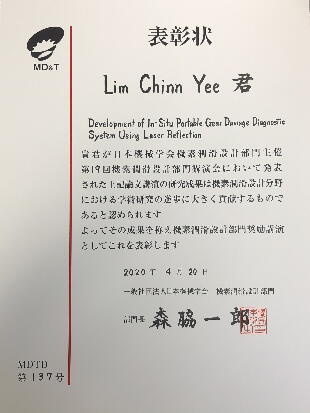 MD&T
表彰状
Lim Chinn Yee 君
Development of In-Situ Portable Gear Damage Diagnostic
System Using Laser Reflection
貴君が日本機械学会機素潤滑設計部門主催
第19回機素潤滑設計部門講演会において発表
された上記論文講演の研究成果は機素潤滑設計分野
における学術研究の進歩に大きく貢献するもので
あると認められます
よってその成果を称え機素潤滑設計部門奨励講演
としてこれを表彰します
2020年 4月20日
一般社団法人日本機械学会 機素潤滑設計部門
部門長 森脇一郎
MDTD
第137号